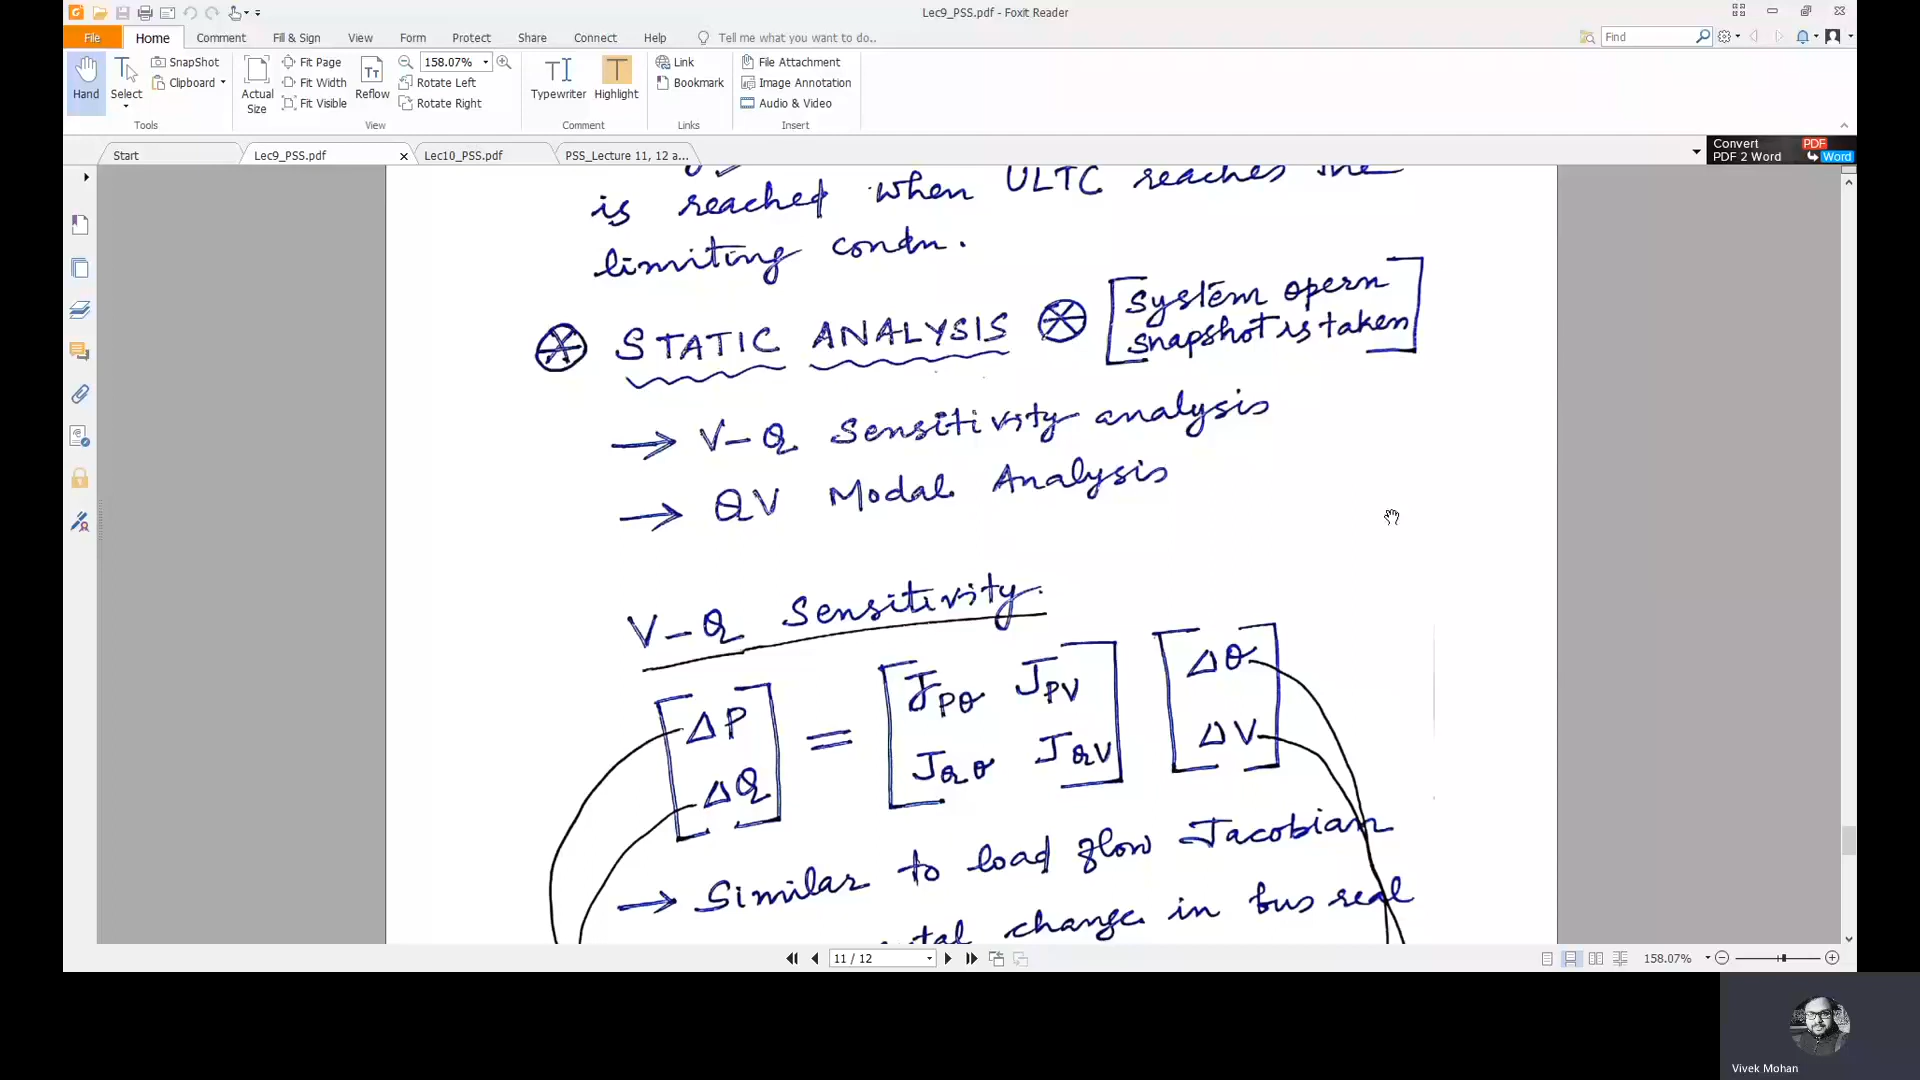 Lec9_PSS.pdf - Foxit Reader
File Home Comment Fill & Sign View Form Protect Share Connect Help Tell me what you want to do.. Find
Hand
Select
SnapShot
Clipboard
Tools
Actual Size
Fit Page
Fit Width
Fit Visible
Reflow
158.07%
Rotate Left
Rotate Right
View
Typewriter
Highlight
Comment
Link
Bookmark
Links
File Attachment
Image Annotation
Audio & Video
Insert
Start Lec9_PSS.pdf Lec10_PSS.pdf PSS_Lecture 11, 12 a...
Convert PDF
PDF 2 Word Word
is reached when ULTC reaches the
limiting condn.
STATIC ANALYSIS [System opern
snapshot is taken]
→ V-Q Sensitivity analysis
→ QV Modal Analysis
V-Q Sensitivity.
[ΔP ΔQ] = [JPθ JPV JQθ JQV] [Δθ ΔV]
→ Similar to load flow Jacobian
change in bus real
11 / 12
158.07%
Vivek Mohan